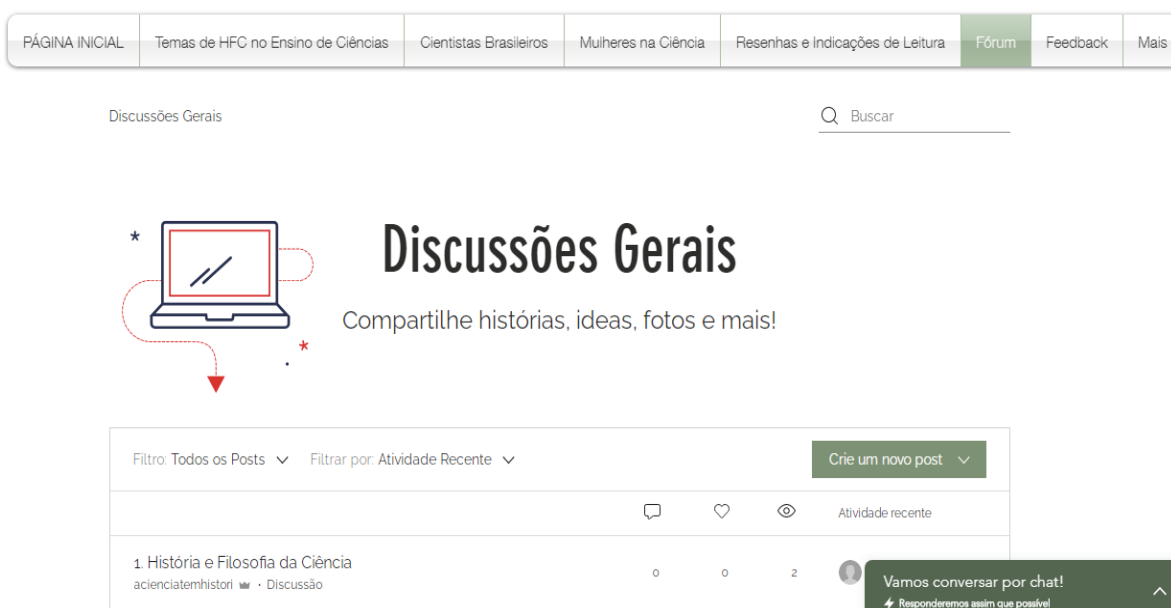 PÁGINA INICIAL Temas de HFC no Ensino de Ciências Cientistas Brasileiros Mulheres na Ciência Resenhas e Indicações de Leitura Fórum Feedback Mais
Discussões Gerais Buscar
Discussões Gerais
Compartilhe histórias, ideas, fotos e mais!
Filtro: Todos os Posts Filtrar por: Atividade Recente Crie um novo post
Atividade recente
1. História e Filosofia da Ciência
0 0 2
acienciatemhistori · Discussão
Vamos conversar por chat!
Responderemos assim que possível